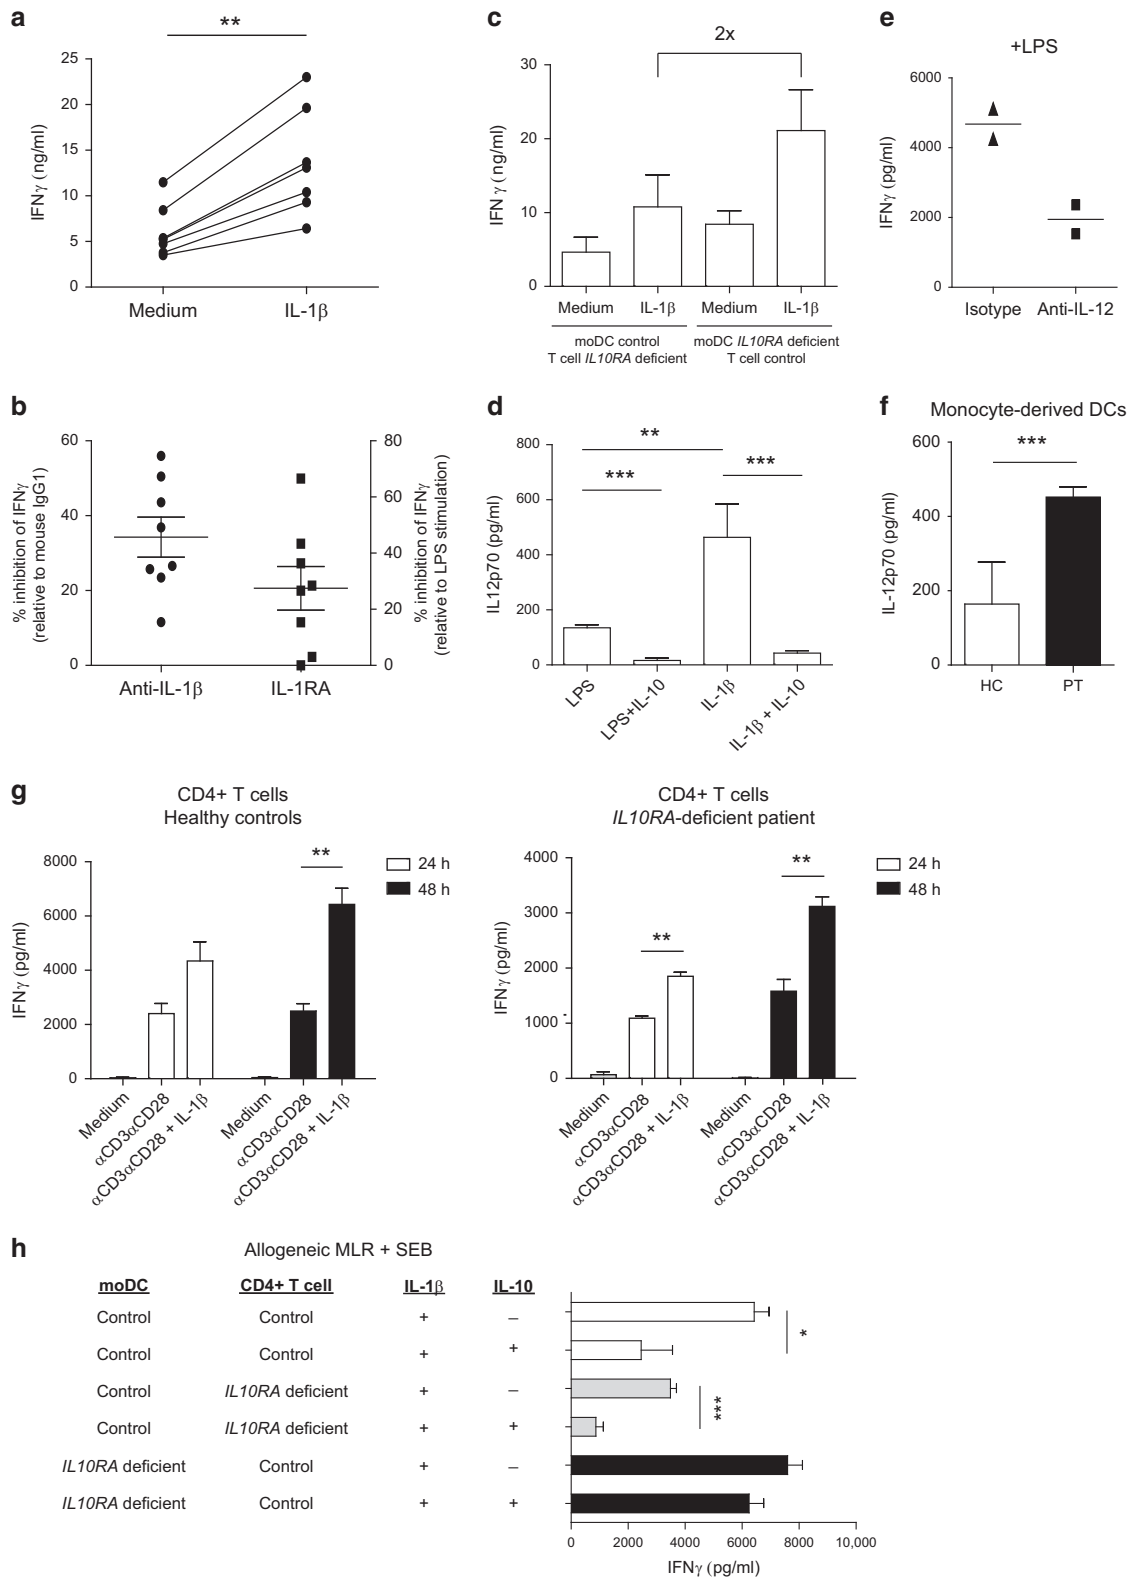 a
**
25
20
15
10
5
0
IFNγ (ng/ml)
Medium
IL-1β
c
2x
30
20
10
0
IFN γ (ng/ml)
Medium
IL-1β
Medium
IL-1β
moDC control
T cell IL10RA deficient
moDC IL10RA deficient
T cell control
e
+LPS
6000
4000
2000
0
IFNγ (pg/ml)
Isotype
Anti-IL-12
b
60
40
20
0
% inhibition of IFNγ
(relative to mouse IgG1)
80
60
40
20
0
% inhibition of IFNγ
(relative to LPS stimulation)
Anti-IL-1β
IL-1RA
d
**
***
***
800
600
400
200
0
IL12p70 (pg/ml)
LPS
LPS+IL-10
IL-1β
IL-1β + IL-10
f
Monocyte-derived DCs
***
600
400
200
0
IL-12p70 (pg/ml)
HC
PT
g
CD4+ T cells
Healthy controls
**
8000
6000
4000
2000
0
IFNγ (pg/ml)
24 h
48 h
Medium
αCD3αCD28
αCD3αCD28 + IL-1β
Medium
αCD3αCD28
αCD3αCD28 + IL-1β
CD4+ T cells
IL10RA-deficient patient
**
**
4000
3000
2000
1000
0
IFNγ (pg/ml)
24 h
48 h
Medium
αCD3αCD28
αCD3αCD28 + IL-1β
Medium
αCD3αCD28
αCD3αCD28 + IL-1β
h
Allogeneic MLR + SEB
moDC CD4+ T cell IL-1β IL-10
Control Control + –
Control Control + +
Control IL10RA deficient + –
Control IL10RA deficient + +
IL10RA deficient Control + –
IL10RA deficient Control + +
*
***
0 2000 4000 6000 8000 10,000
IFNγ (pg/ml)